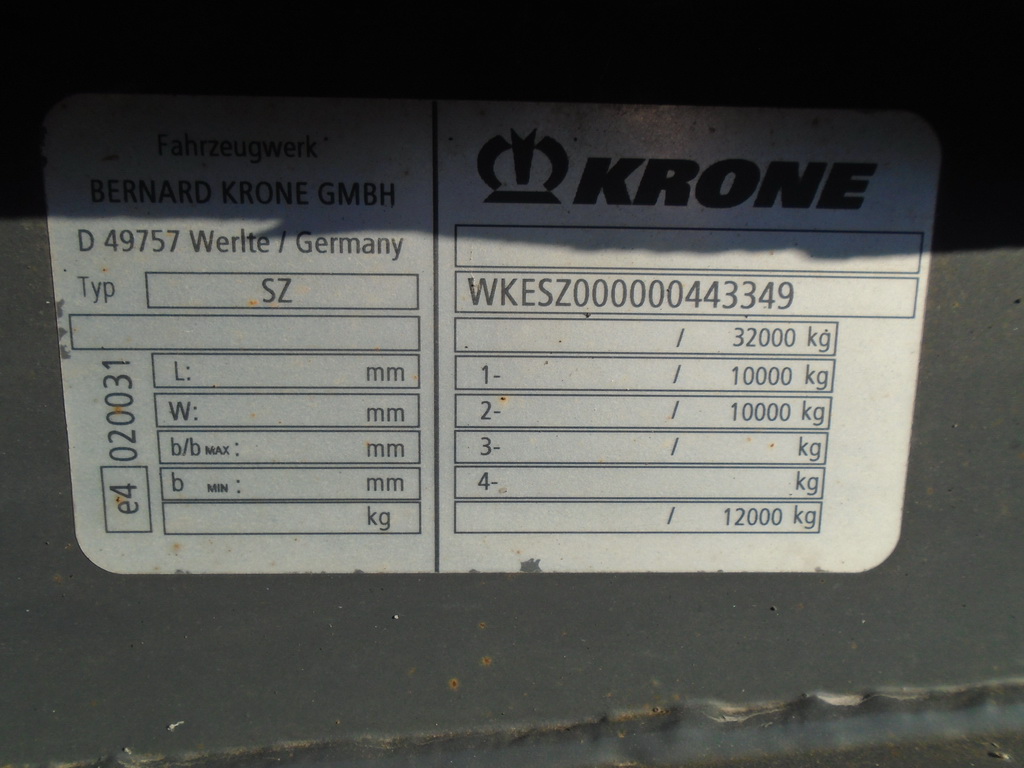 Fahrzeugwerk
BERNARD KRONE GMBH
D 49757 Werlte / Germany
Typ SZ
L: mm
W: mm
b/b MAX : mm
b MIN : mm
kg
e4 020031
KRONE
WKESZ000000443349
/ 32000 kg
1- / 10000 kg
2- / 10000 kg
3- / kg
4- kg
/ 12000 kg